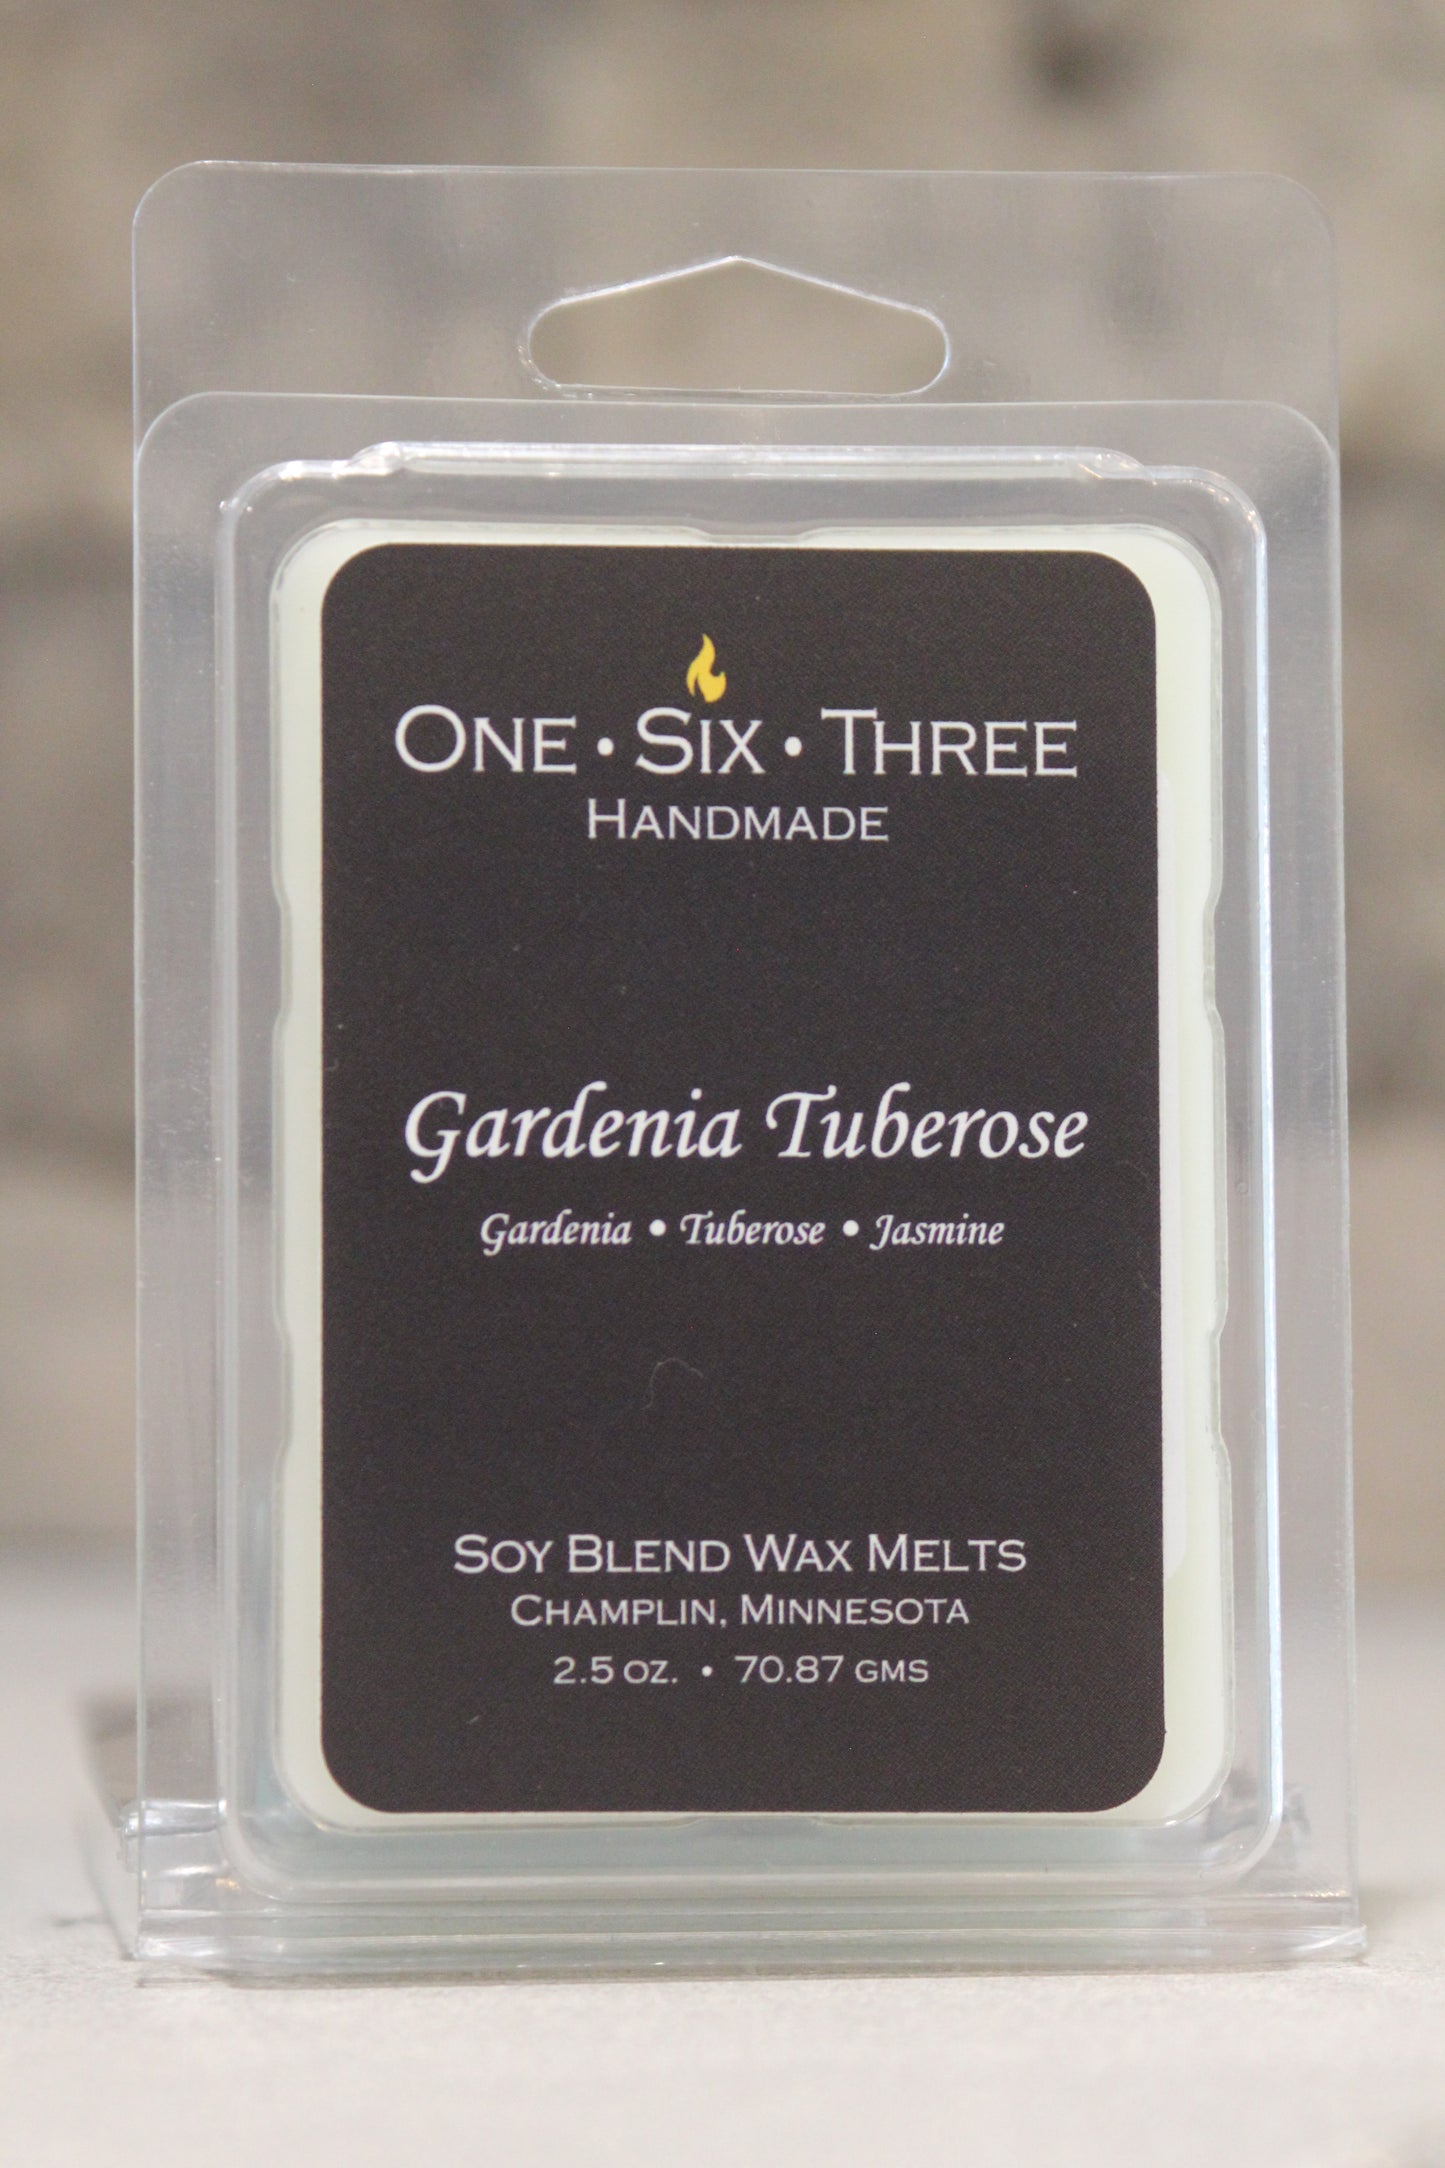 One • Six • Three
Handmade
Gardenia Tuberose
Gardenia • Tuberose • Jasmine
Soy Blend Wax Melts
Champlin, Minnesota
2.5 oz. • 70.87 gms